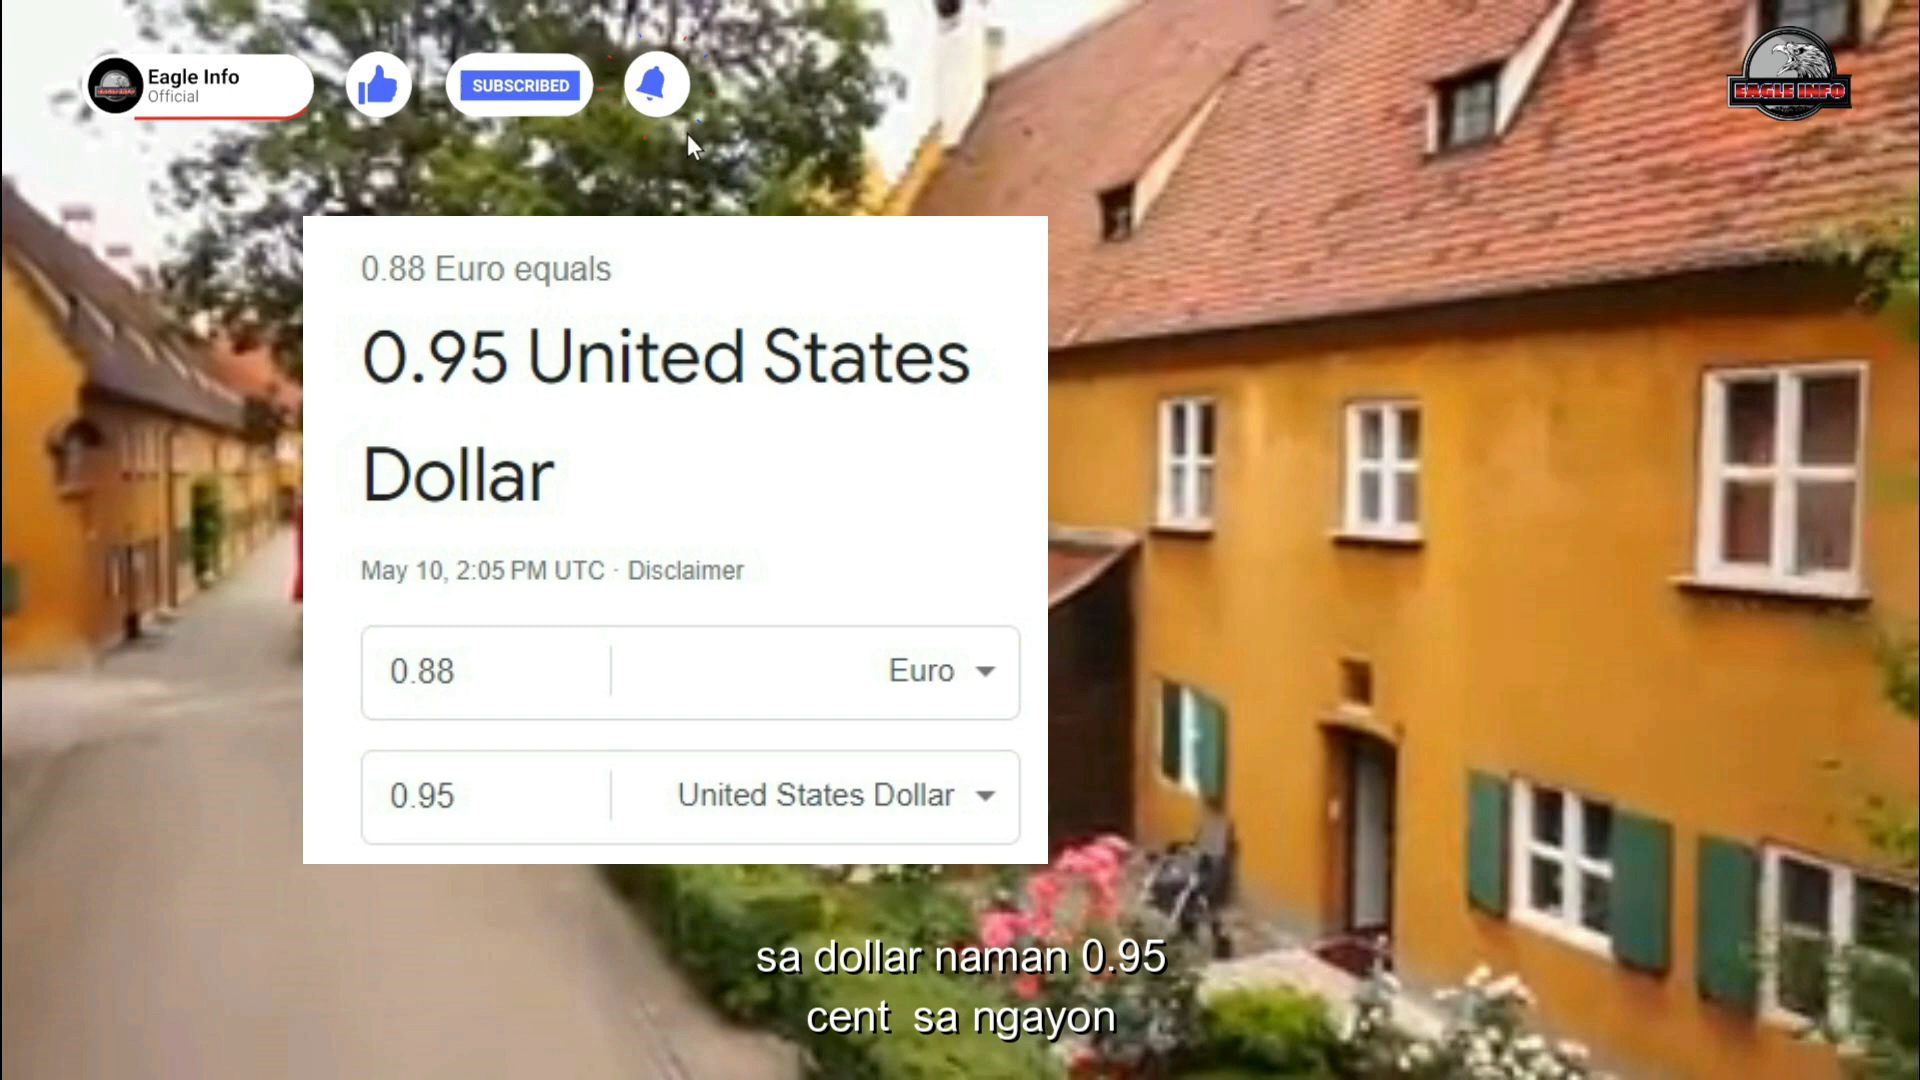 Eagle Info
Official
SUBSCRIBED
EAGLE INFO
0.88 Euro equals
0.95 United States
Dollar
May 10, 2:05 PM UTC · Disclaimer
0.88 Euro
0.95 United States Dollar
sa dollar naman 0.95
cent sa ngayon